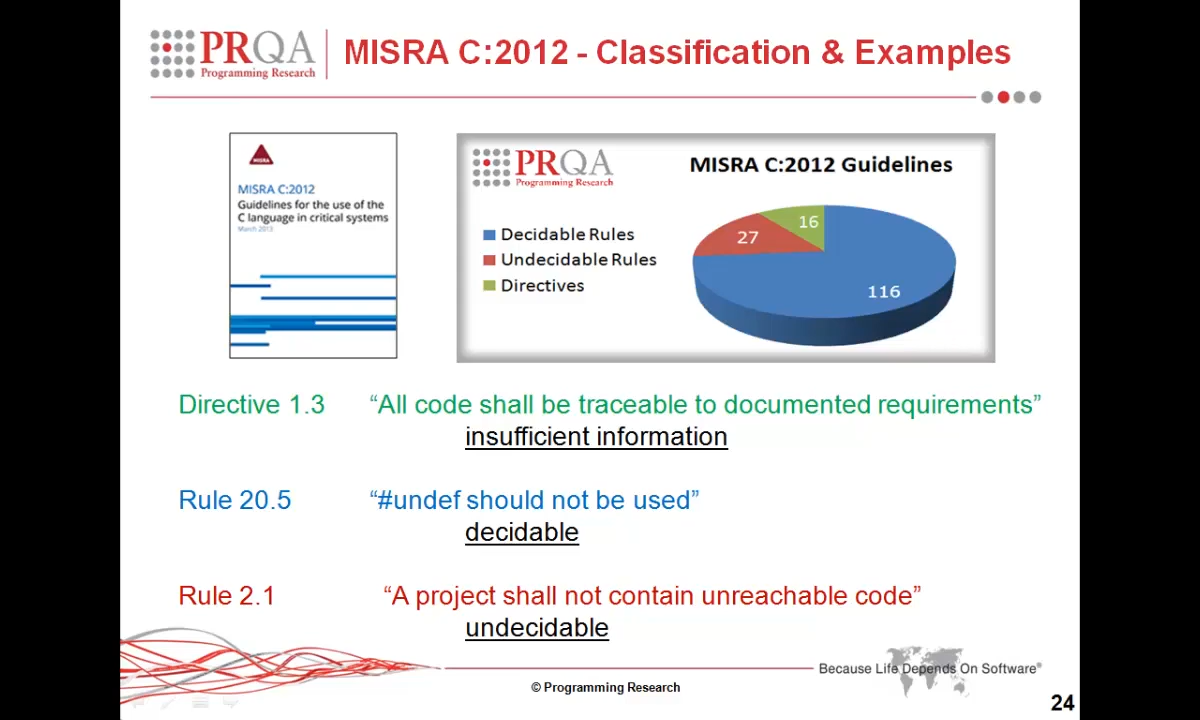 PRQA
Programming Research
MISRA C:2012 - Classification & Examples
MISRA
MISRA C:2012
Guidelines for the use of the
C language in critical systems
March 2013
PRQA
Programming Research
MISRA C:2012 Guidelines
Decidable Rules
Undecidable Rules
Directives
16
27
116
Directive 1.3 “All code shall be traceable to documented requirements”
insufficient information
Rule 20.5 “#undef should not be used”
decidable
Rule 2.1 “A project shall not contain unreachable code”
undecidable
Because Life Depends On Software®
© Programming Research
24